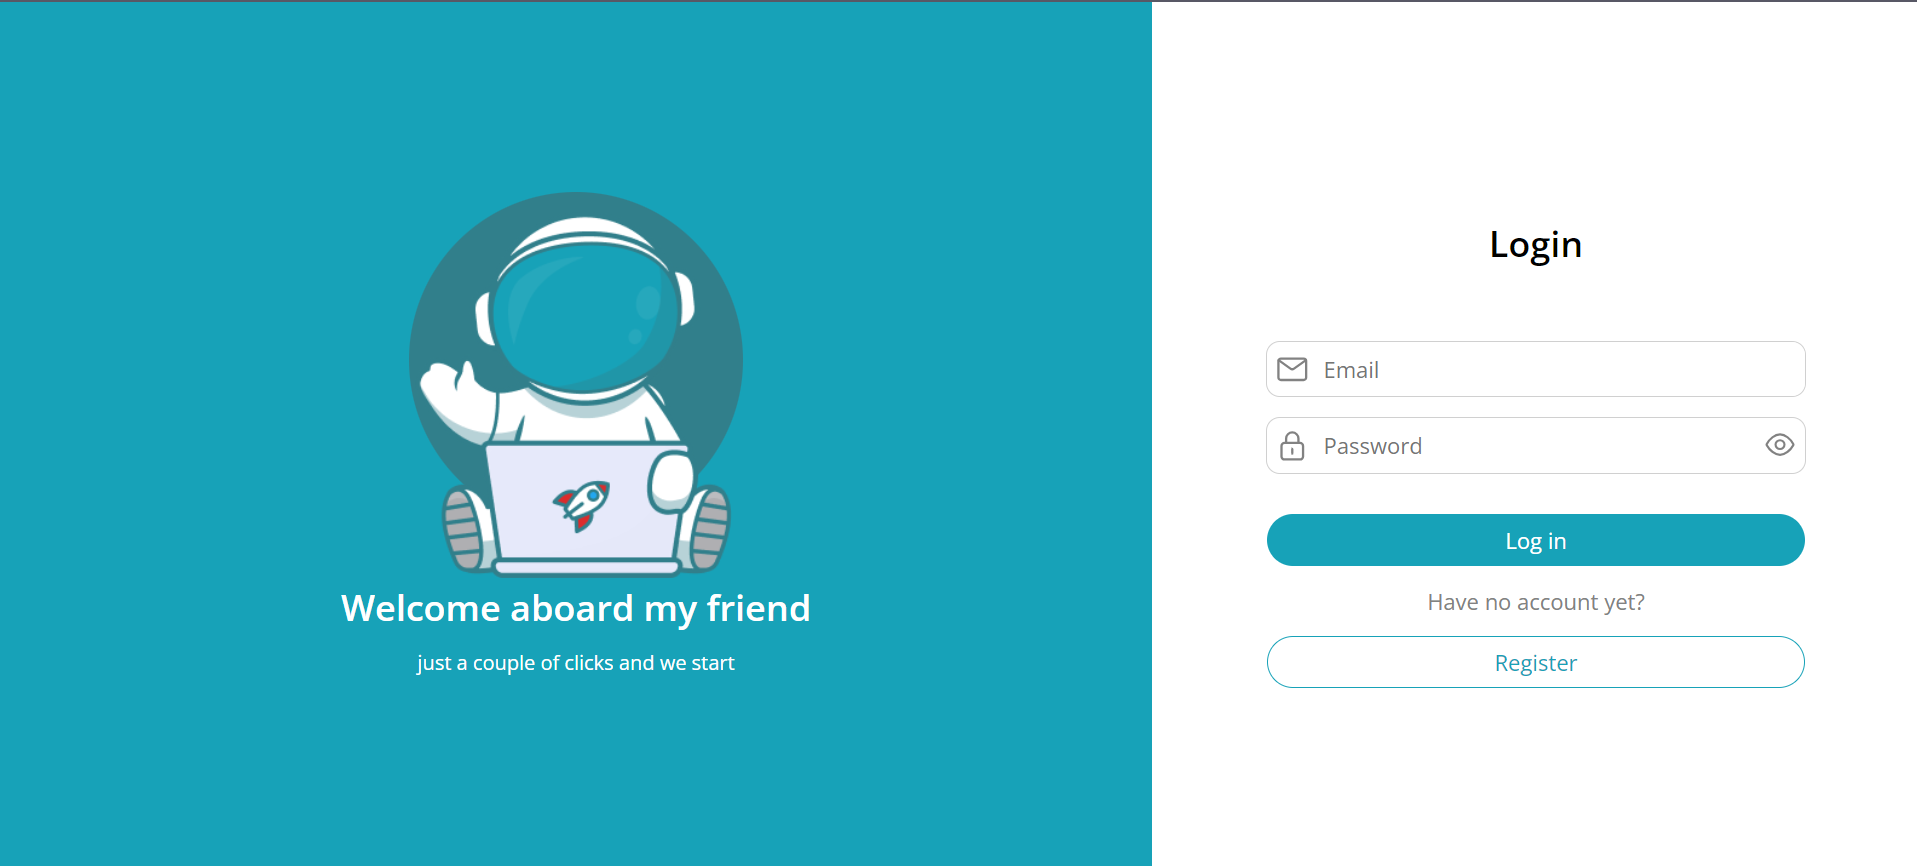 Welcome aboard my friend
just a couple of clicks and we start
Login
Email
Password
Log in
Have no account yet?
Register